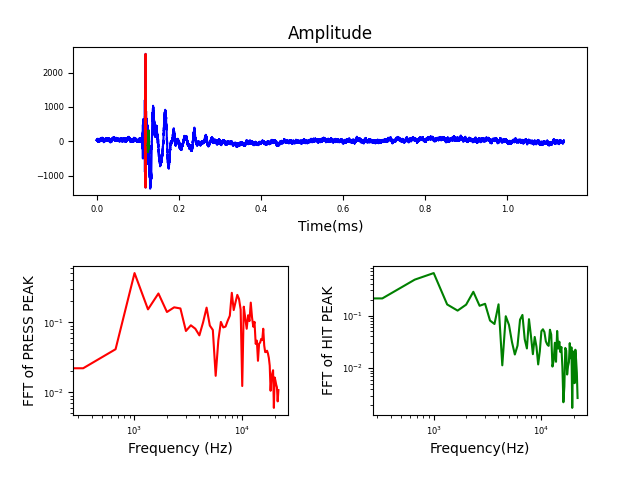 Amplitude
2000
1000
0
−1000
0.0 0.2 0.4 0.6 0.8 1.0
Time(ms)
FFT of PRESS PEAK
10⁻¹
10⁻²
10³ 10⁴
Frequency (Hz)
FFT of HIT PEAK
10⁻¹
10⁻²
10³ 10⁴
Frequency(Hz)